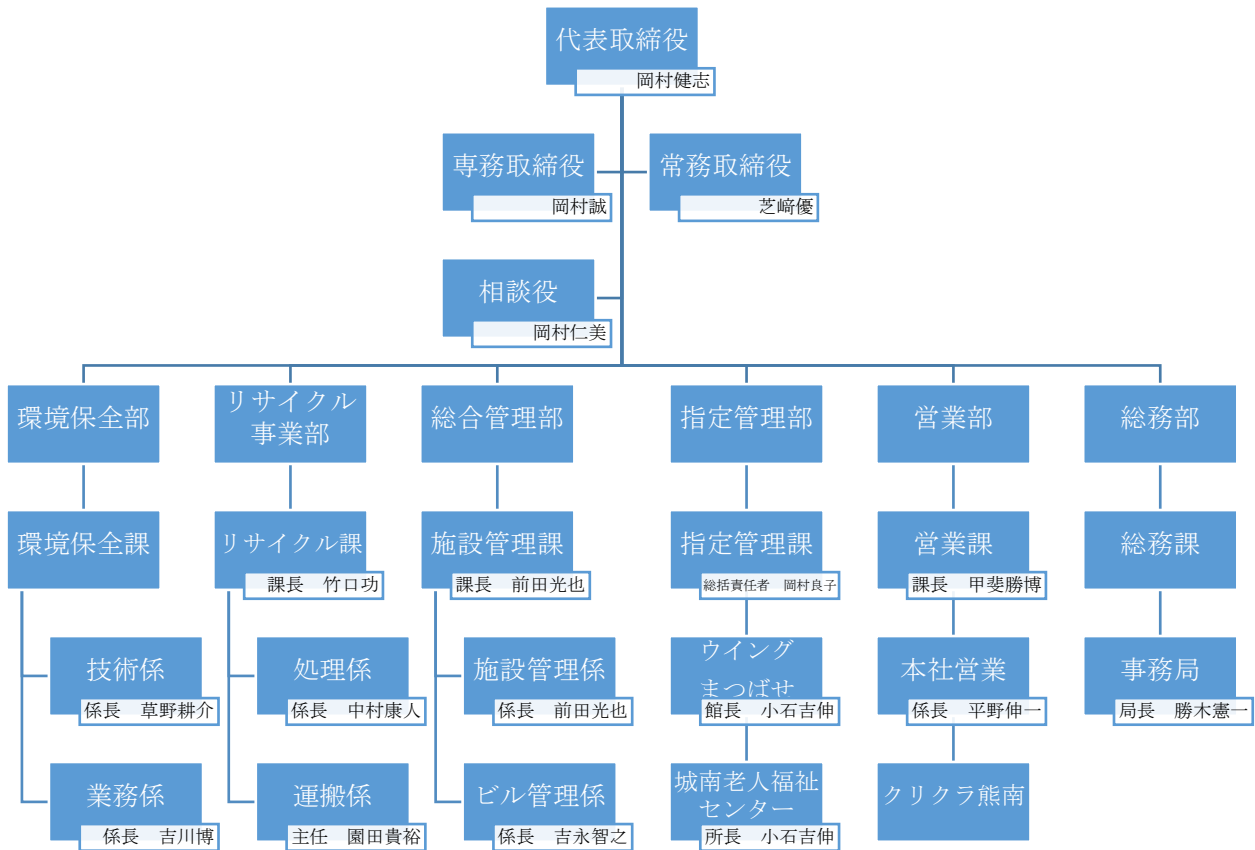 代表取締役
岡村健志
専務取締役
岡村誠
常務取締役
芝﨑優
相談役
岡村仁美
環境保全部
リサイクル
事業部
総合管理部
指定管理部
営業部
総務部
環境保全課
リサイクル課
課長　竹口功
施設管理課
課長　前田光也
指定管理課
総括責任者　岡村良子
営業課
課長　甲斐勝博
総務課
技術係
係長　草野耕介
処理係
係長　中村康人
施設管理係
係長　前田光也
ウイング
まつばせ
館長　小石吉伸
本社営業
係長　平野伸一
事務局
局長　勝木憲一
業務係
係長　吉川博
運搬係
主任　園田貴裕
ビル管理係
係長　吉永智之
城南老人福祉
センター
所長　小石吉伸
クリクラ熊南